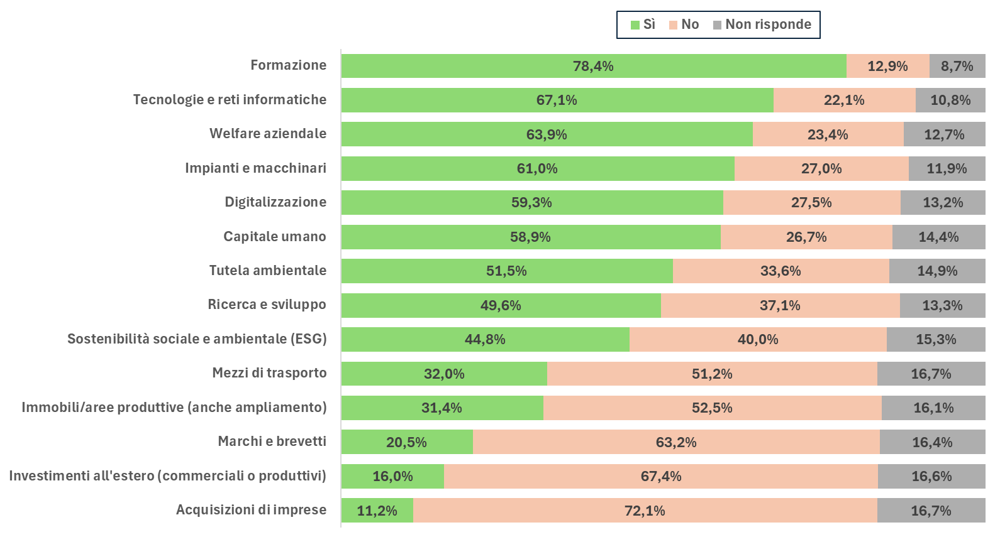 Sì No Non risponde
Formazione 78,4% 12,9% 8,7%
Tecnologie e reti informatiche 67,1% 22,1% 10,8%
Welfare aziendale 63,9% 23,4% 12,7%
Impianti e macchinari 61,0% 27,0% 11,9%
Digitalizzazione 59,3% 27,5% 13,2%
Capitale umano 58,9% 26,7% 14,4%
Tutela ambientale 51,5% 33,6% 14,9%
Ricerca e sviluppo 49,6% 37,1% 13,3%
Sostenibilità sociale e ambientale (ESG) 44,8% 40,0% 15,3%
Mezzi di trasporto 32,0% 51,2% 16,7%
Immobili/aree produttive (anche ampliamento) 31,4% 52,5% 16,1%
Marchi e brevetti 20,5% 63,2% 16,4%
Investimenti all'estero (commerciali o produttivi) 16,0% 67,4% 16,6%
Acquisizioni di imprese 11,2% 72,1% 16,7%